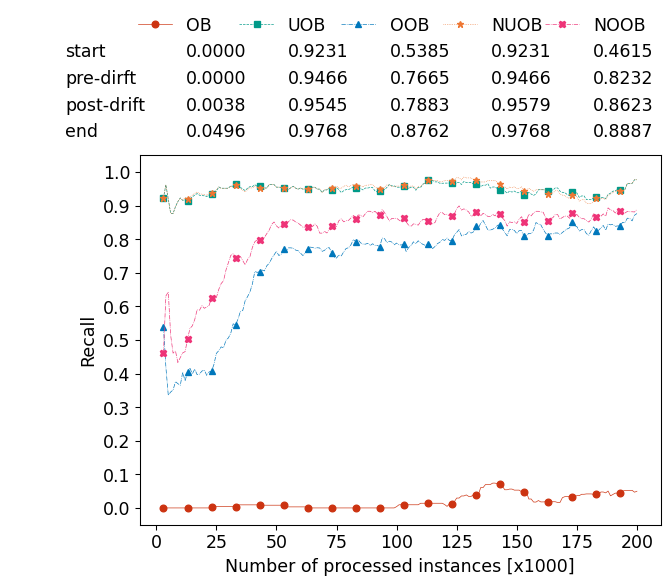 OB UOB OOB NUOB NOOB
start 0.0000 0.9231 0.5385 0.9231 0.4615
pre-dirft 0.0000 0.9466 0.7665 0.9466 0.8232
post-drift 0.0038 0.9545 0.7883 0.9579 0.8623
end 0.0496 0.9768 0.8762 0.9768 0.8887
1.0
0.9
0.8
0.7
0.6
0.5
0.4
0.3
0.2
0.1
0.0
Recall
0 25 50 75 100 125 150 175 200
Number of processed instances [x1000]